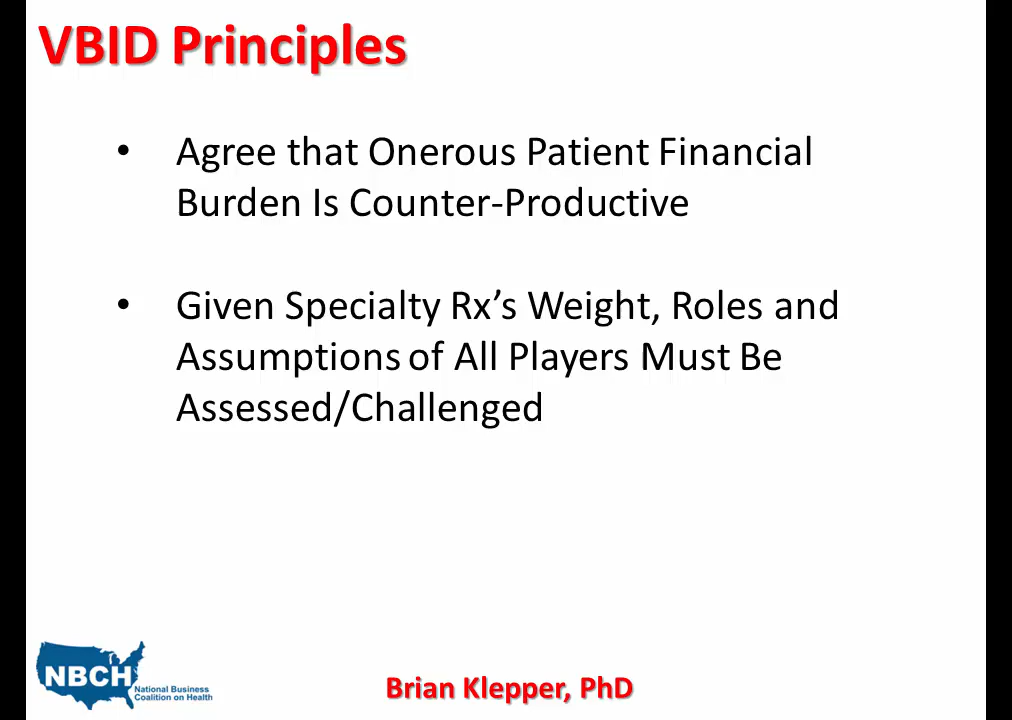 VBID Principles
• Agree that Onerous Patient Financial
Burden Is Counter-Productive
• Given Specialty Rx’s Weight, Roles and
Assumptions of All Players Must Be
Assessed/Challenged
NBCH
National Business
Coalition on Health
Brian Klepper, PhD